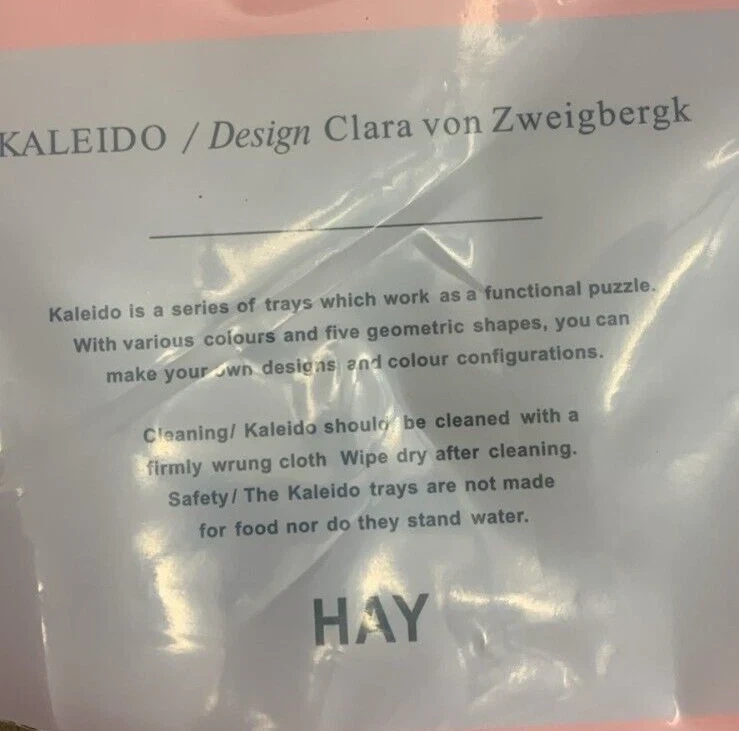 KALEIDO / Design Clara von Zweigbergk
Kaleido is a series of trays which work as a functional puzzle.
With various colours and five geometric shapes, you can
make your own designs and colour configurations.
Cleaning/ Kaleido should be cleaned with a
firmly wrung cloth Wipe dry after cleaning.
Safety/ The Kaleido trays are not made
for food nor do they stand water.
HAY